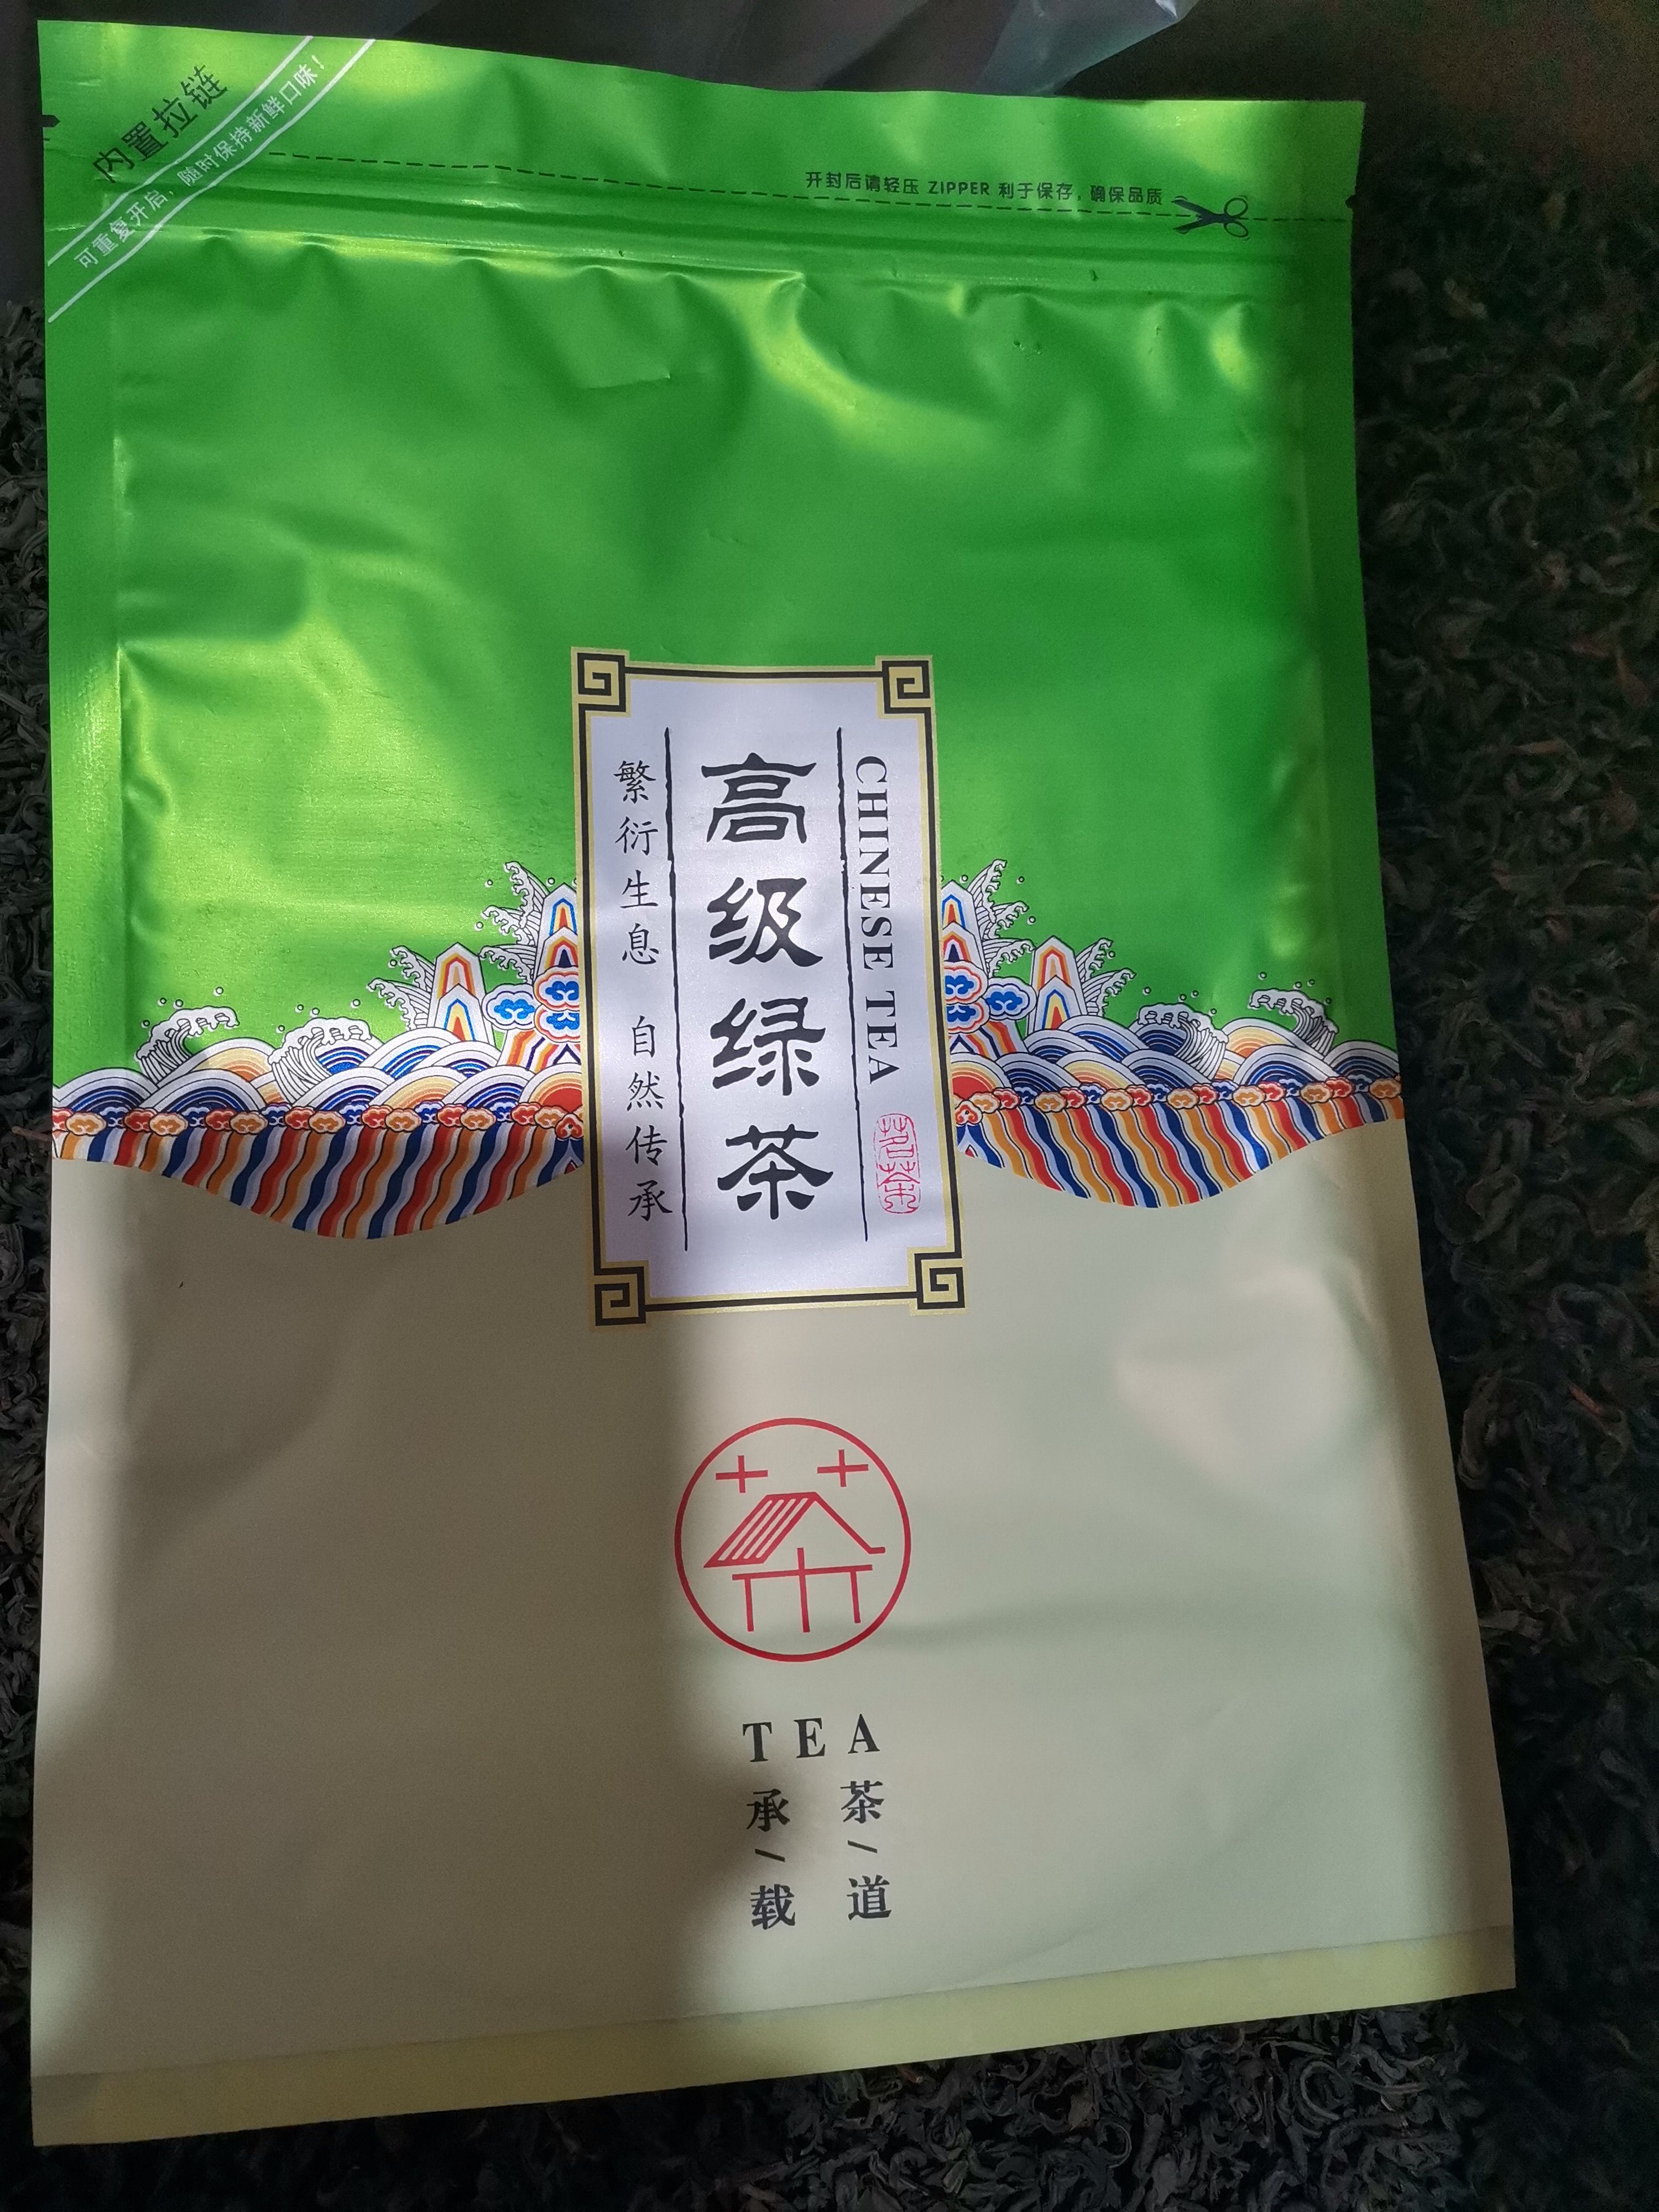 内置拉链
可重复开启，随时保持新鲜口味！
开封后请轻压 ZIPPER 利于保存，确保品质
CHINESE TEA
茗茶
高级绿茶
繁衍生息 自然传承
TEA
茶/道
承/载